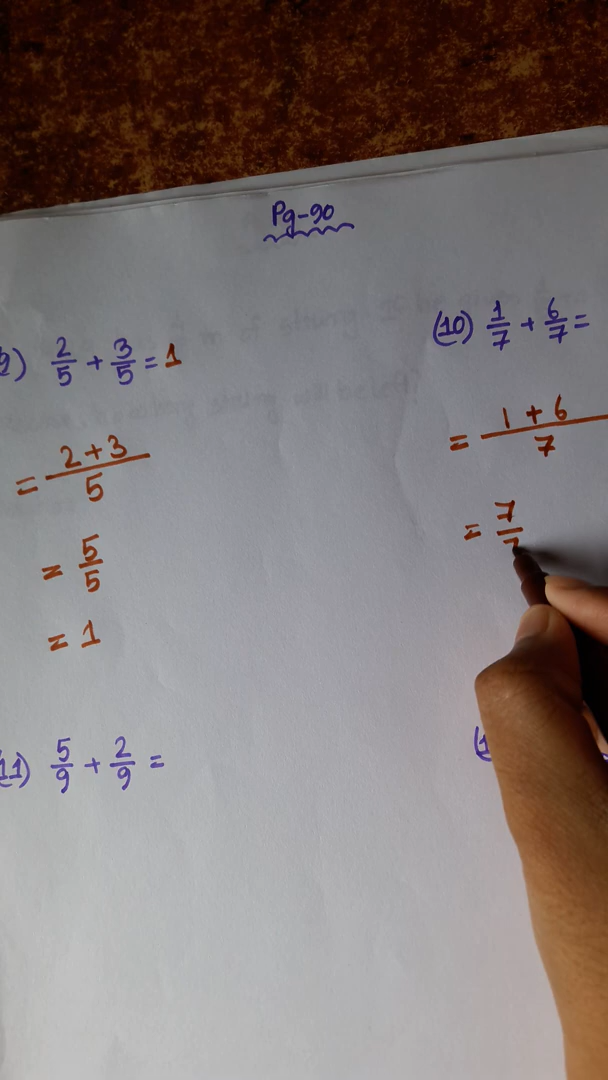 Pg-90
9) 2/5 + 3/5 = 1
= 2+3/5
= 5/5
= 1
(10) 1/7 + 6/7 =
= 1+6/7
= 7/7
11) 5/9 + 2/9 =
(1